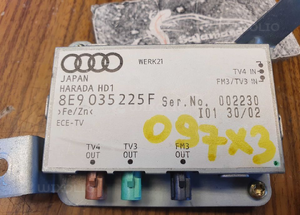 WERK21
JAPAN
HARADA HD1
8E9 035 225 F
>Fe/Zn<
ECE-TV
Ser.No. 002230
I01 30/02
TV4 IN
FM3/TV3 IN
097x3
TV4 OUT
TV3 OUT
FM3 OUT